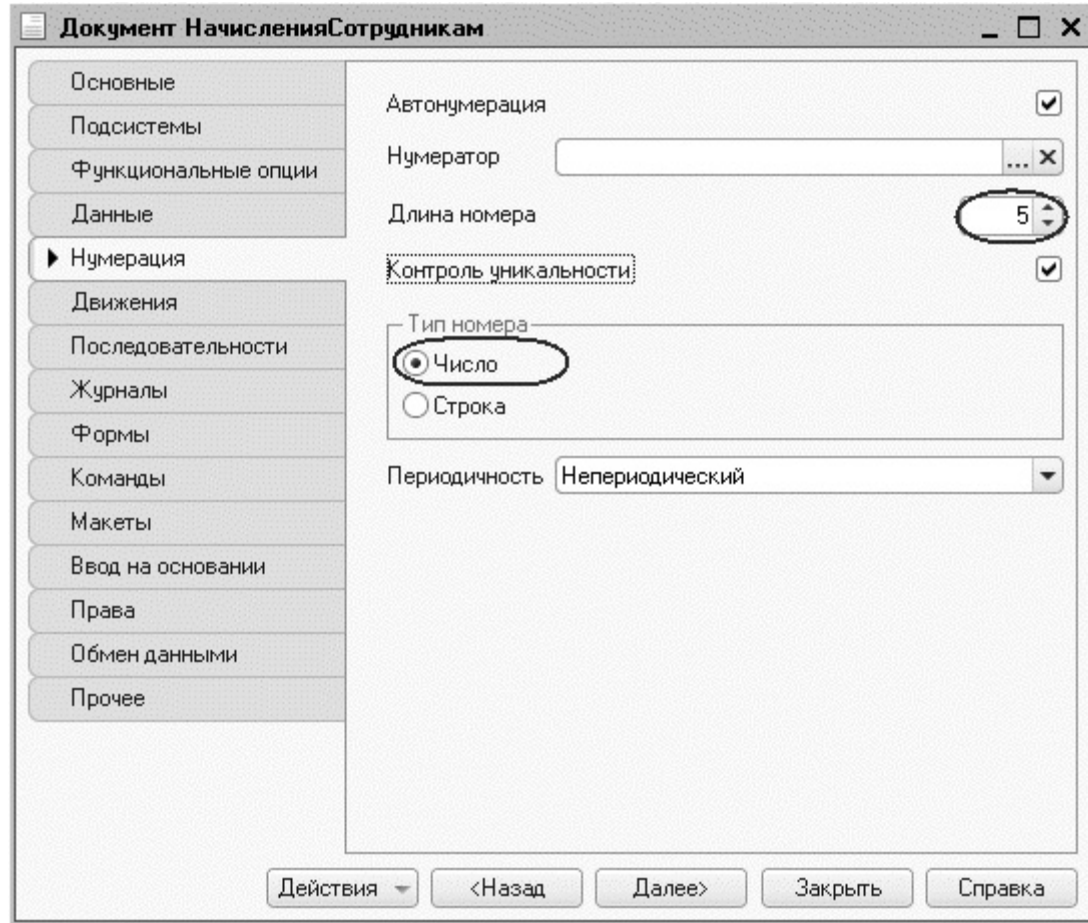 Документ НачисленияСотрудникам
Основные
Подсистемы
Функциональные опции
Данные
Нумерация
Движения
Последовательности
Журналы
Формы
Команды
Макеты
Ввод на основании
Права
Обмен данными
Прочее
Автонумерация
Нумератор ...
Длина номера 5
Контроль уникальности
Тип номера
Число
Строка
Периодичность Непериодический
Действия <Назад Далее> Закрыть Справка